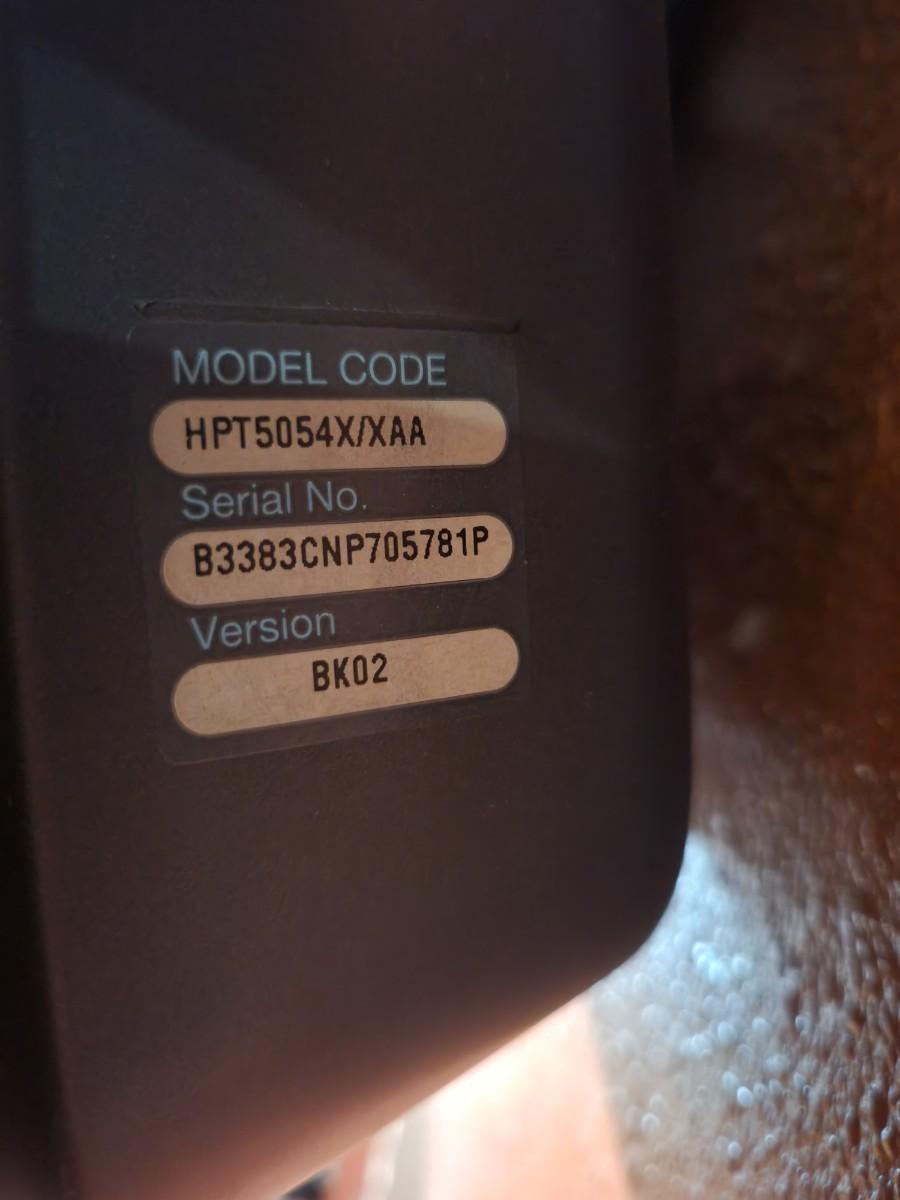 MODEL CODE
HPT5054X/XAA
Serial No.
B3383CNP705781P
Version
BK02